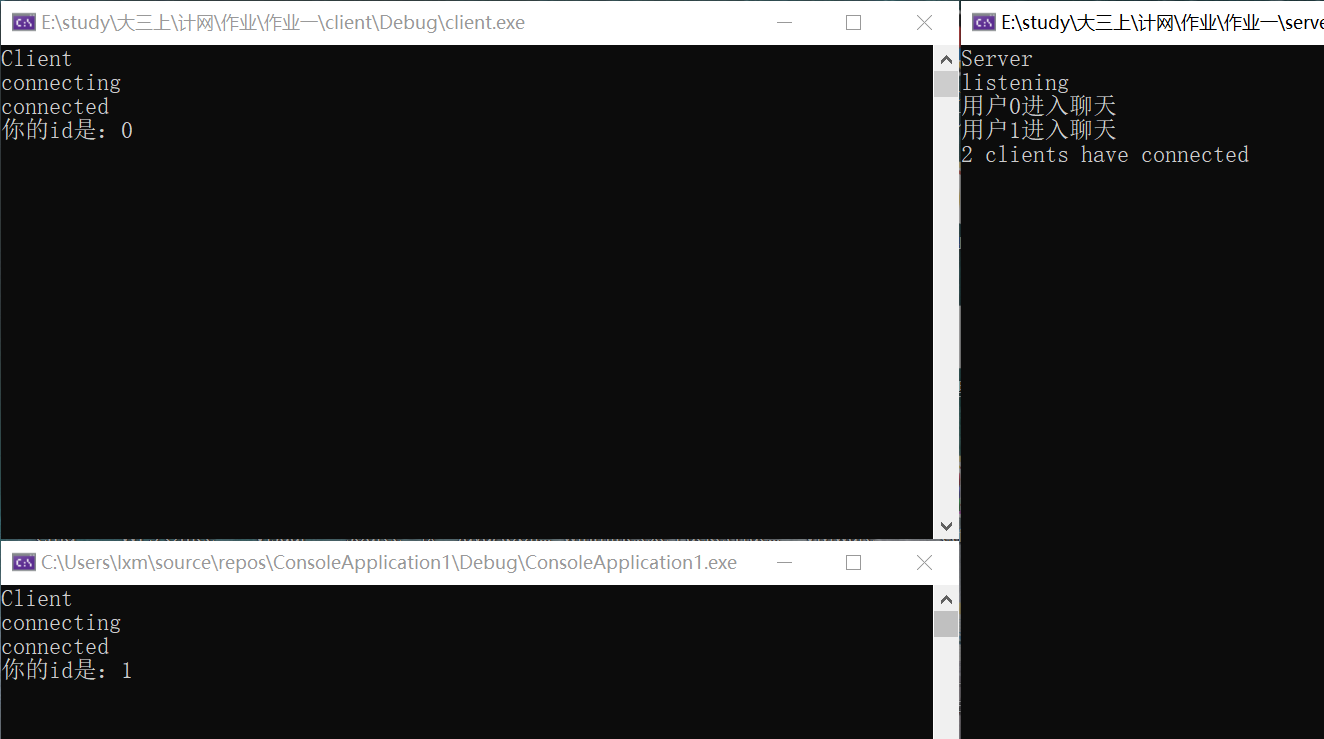 E:\study\大三上\计网\作业\作业一\client\Debug\client.exe
Client
connecting
connected
你的id是：0
C:\Users\lxm\source\repos\ConsoleApplication1\Debug\ConsoleApplication1.exe
Client
connecting
connected
你的id是：1
E:\study\大三上\计网\作业\作业一\serve
Server
listening
用户0进入聊天
用户1进入聊天
2 clients have connected